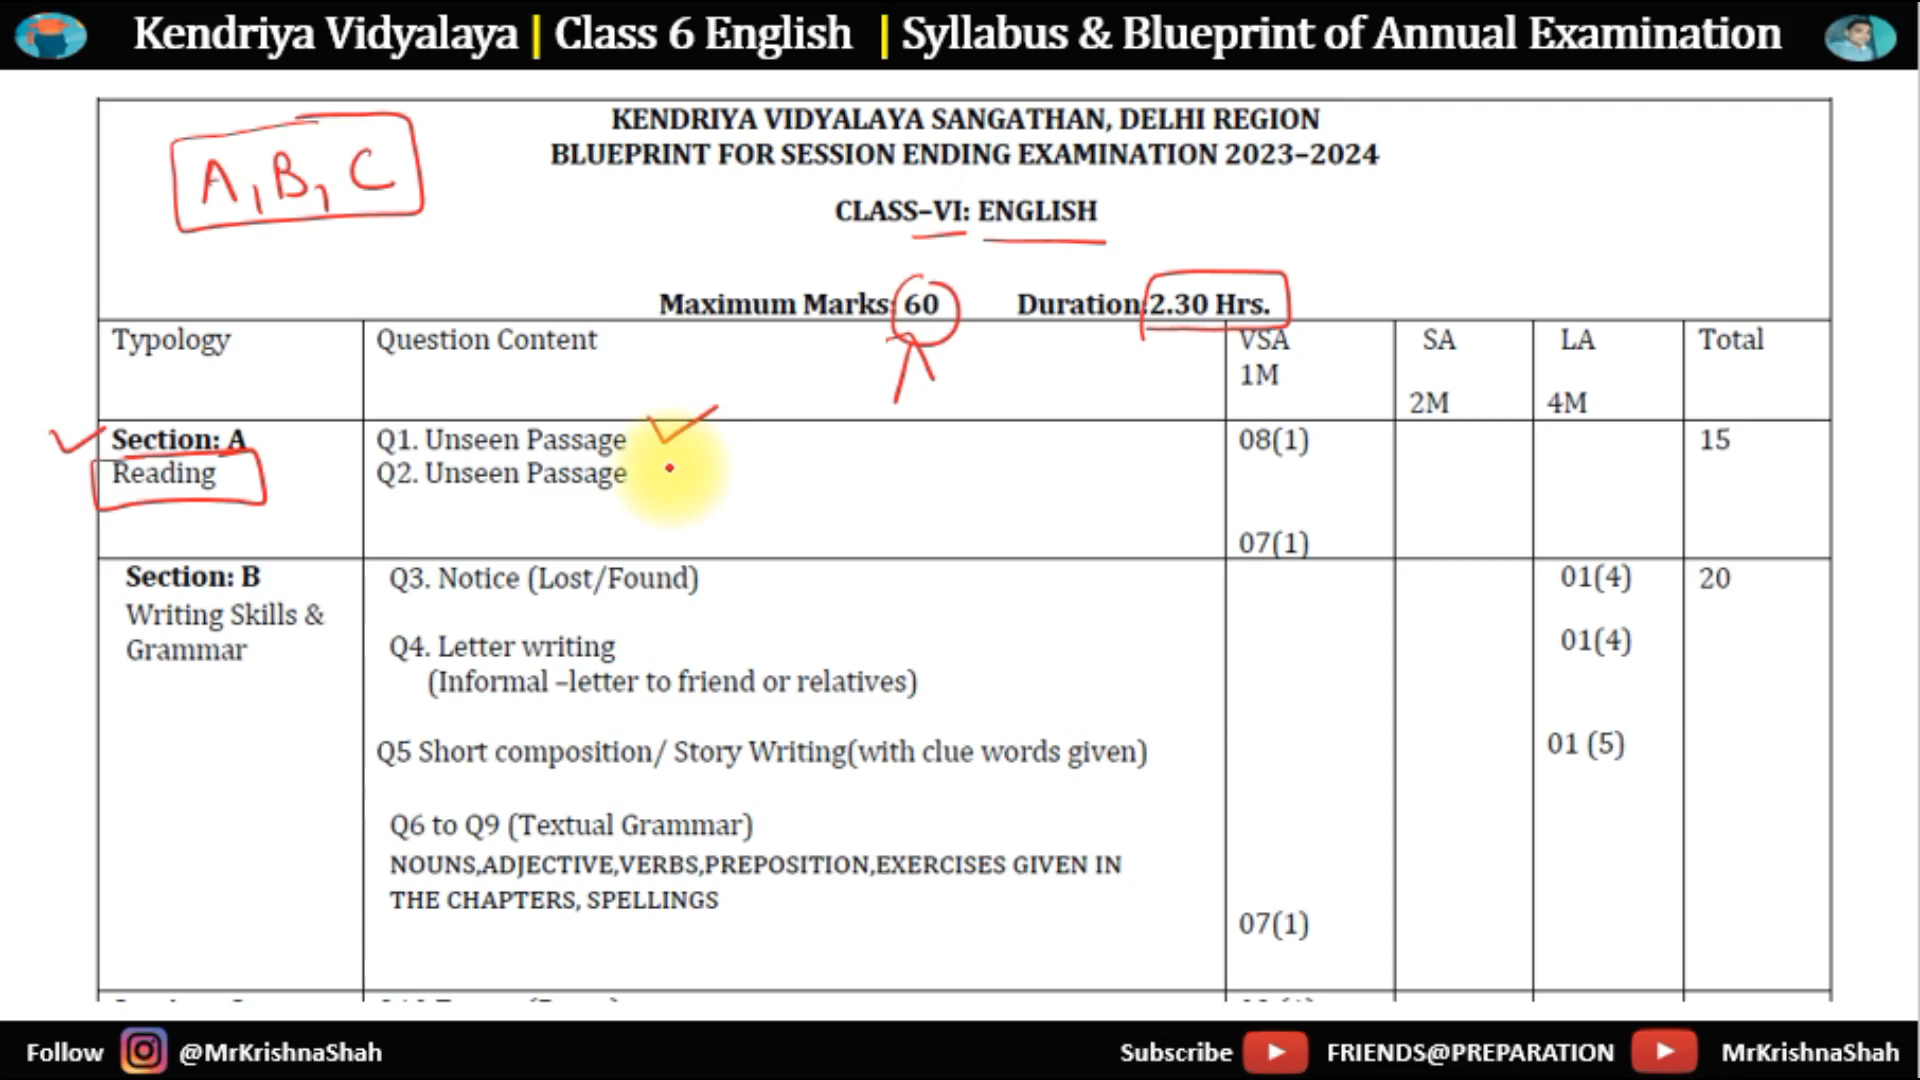 Kendriya Vidyalaya | Class 6 English | Syllabus & Blueprint of Annual Examination
A, B, C
KENDRIYA VIDYALAYA SANGATHAN, DELHI REGION
BLUEPRINT FOR SESSION ENDING EXAMINATION 2023–2024
CLASS–VI: ENGLISH
Maximum Marks: 60 Duration:2.30 Hrs.
Typology Question Content VSA SA LA Total
1M
2M 4M
Section: A Q1. Unseen Passage 08(1) 15
Reading Q2. Unseen Passage
07(1)
Section: B Q3. Notice (Lost/Found) 01(4) 20
Writing Skills &
Grammar Q4. Letter writing 01(4)
(Informal –letter to friend or relatives)
Q5 Short composition/ Story Writing(with clue words given) 01 (5)
Q6 to Q9 (Textual Grammar)
NOUNS,ADJECTIVE,VERBS,PREPOSITION,EXERCISES GIVEN IN
THE CHAPTERS, SPELLINGS
07(1)
Follow @MrKrishnaShah Subscribe FRIENDS@PREPARATION MrKrishnaShah